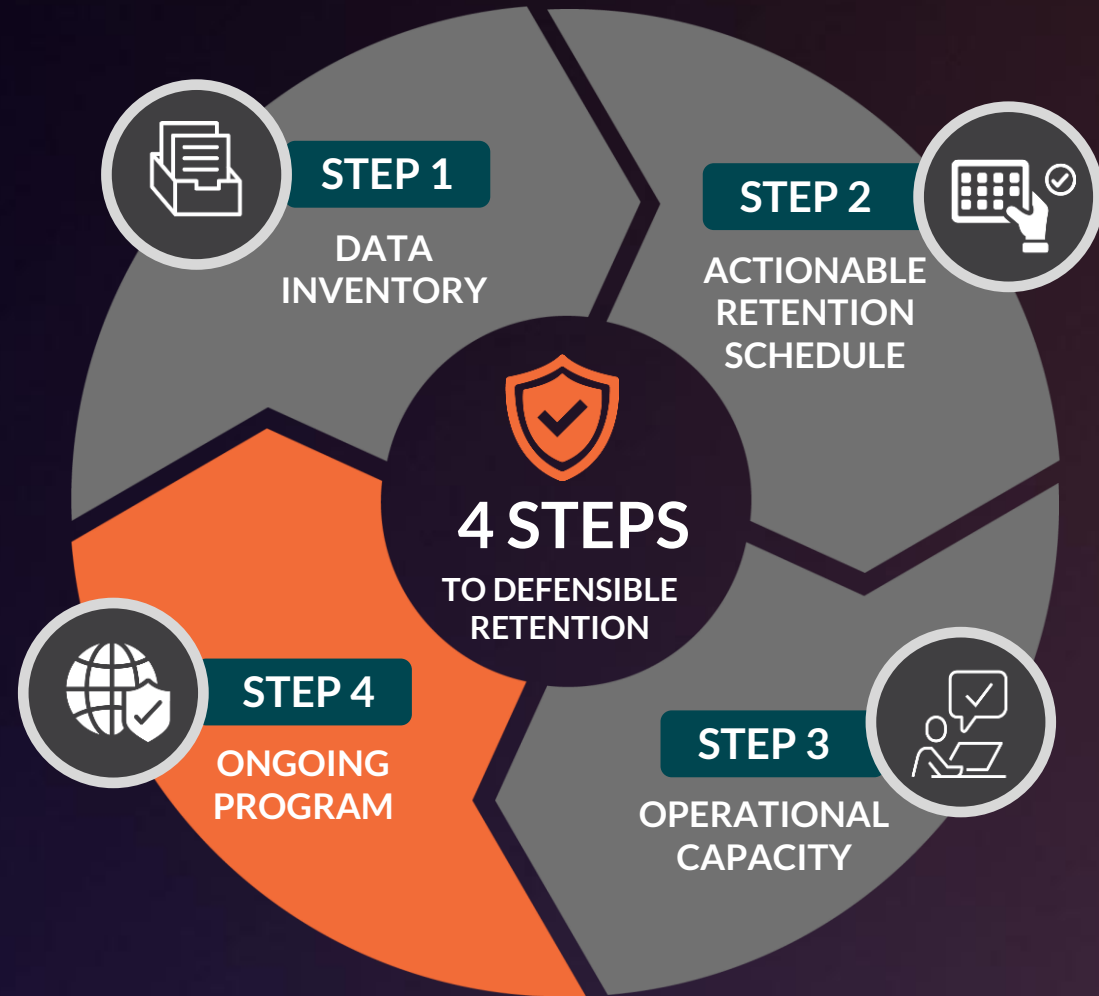 STEP 1
DATA
INVENTORY
STEP 2
ACTIONABLE
RETENTION
SCHEDULE
4 STEPS
TO DEFENSIBLE
RETENTION
STEP 3
OPERATIONAL
CAPACITY
STEP 4
ONGOING
PROGRAM